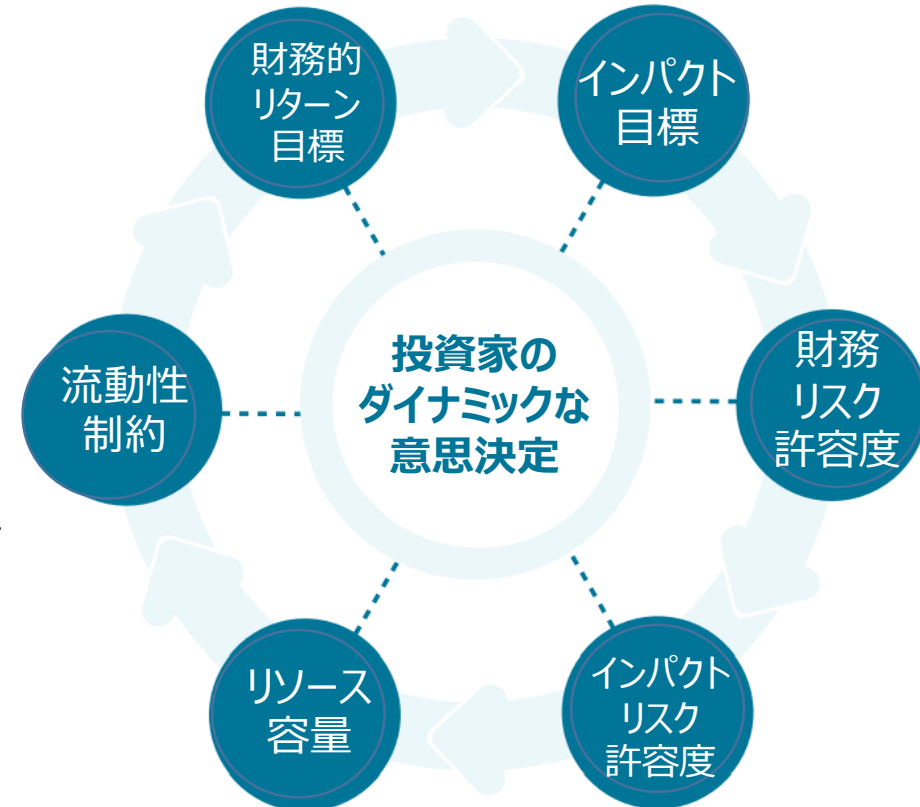 財務的
リターン
目標
インパクト
目標
投資家の
ダイナミックな
意思決定
流動性
制約
財務
リスク
許容度
リソース
容量
インパクト
リスク
許容度